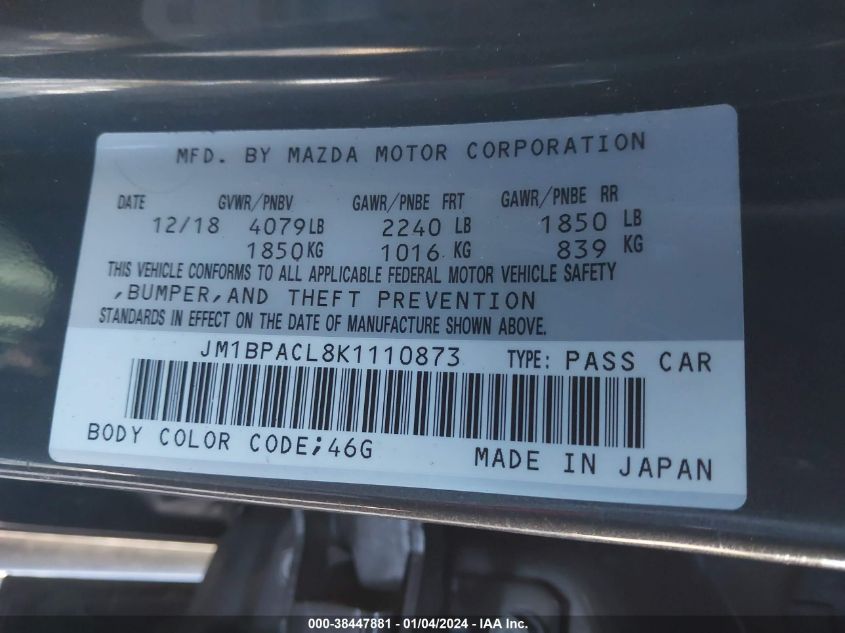 MFD. BY MAZDA MOTOR CORPORATION
DATE GVWR/PNBV GAWR/PNBE FRT GAWR/PNBE RR
12/18 4079LB 2240 LB 1850 LB
1850KG 1016 KG 839 KG
THIS VEHICLE CONFORMS TO ALL APPLICABLE FEDERAL MOTOR VEHICLE SAFETY
,BUMPER,AND THEFT PREVENTION
STANDARDS IN EFFECT ON THE DATE OF MANUFACTURE SHOWN ABOVE.
JM1BPACL8K1110873 TYPE: PASS CAR
BODY COLOR CODE;46G MADE IN JAPAN
000-38447881 - 01/04/2024 - IAA Inc.